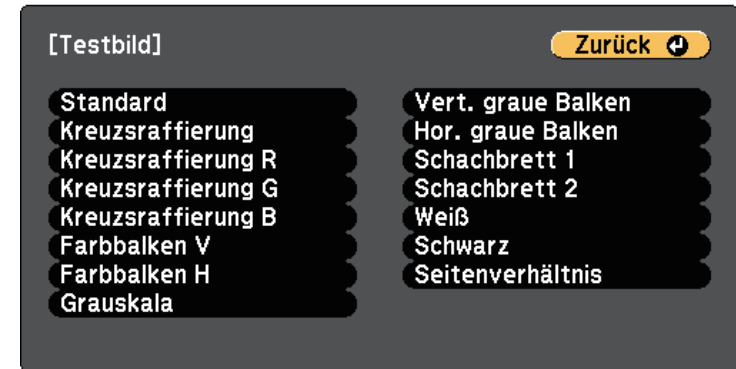 [Testbild]
Zurück
Standard
Kreuzsraffierung
Kreuzsraffierung R
Kreuzsraffierung G
Kreuzsraffierung B
Farbbalken V
Farbbalken H
Grauskala
Vert. graue Balken
Hor. graue Balken
Schachbrett 1
Schachbrett 2
Weiß
Schwarz
Seitenverhältnis